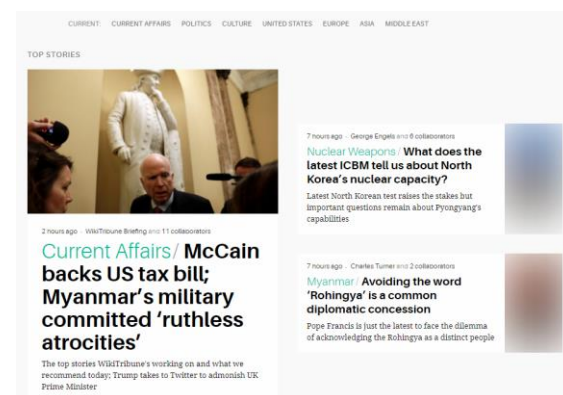 CURRENT: CURRENT AFFAIRS POLITICS CULTURE UNITED STATES EUROPE ASIA MIDDLE EAST
TOP STORIES
2 hours ago - WikiTribune Briefing and 11 collaborators
Current Affairs/ McCain
backs US tax bill;
Myanmar's military
committed 'ruthless
atrocities'
The top stories WikiTribune's working on and what we
recommend today; Trump takes to Twitter to admonish UK
Prime Minister
7 hours ago - George Engels and 6 collaborators
Nuclear Weapons/ What does the
latest ICBM tell us about North
Korea's nuclear capacity?
Latest North Korean test raises the stakes but
important questions remain about Pyongyang's
capabilities
7 hours ago - Charles Turner and 2 collaborators
Myanmar/ Avoiding the word
'Rohingya' is a common
diplomatic concession
Pope Francis is just the latest to face the dilemma
of acknowledging the Rohingya as a distinct people